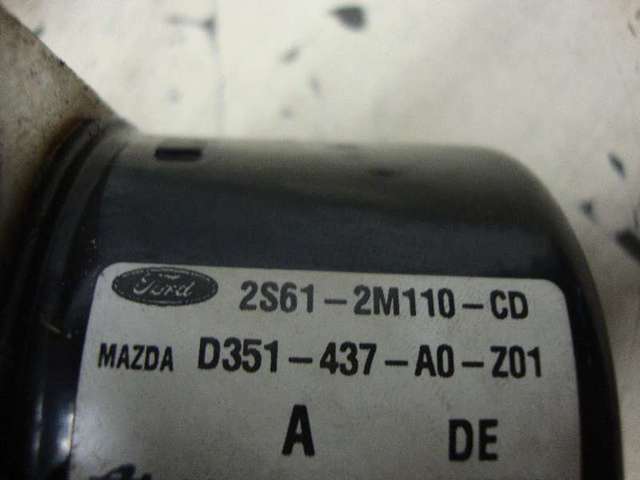 Ford 2S61-2M110-CD
MAZDA D351-437-A0-Z01
A DE